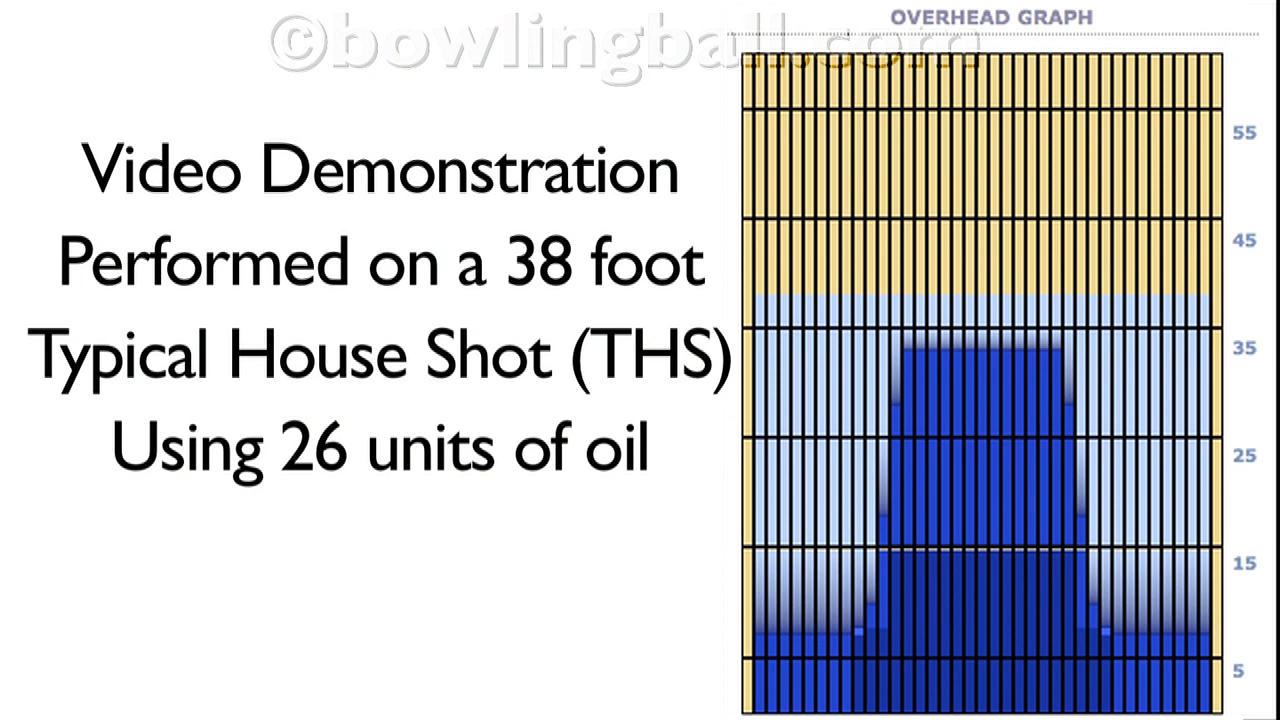 ©bowlingball.com
OVERHEAD GRAPH
Video Demonstration
Performed on a 38 foot
Typical House Shot (THS)
Using 26 units of oil
55
45
35
25
15
5